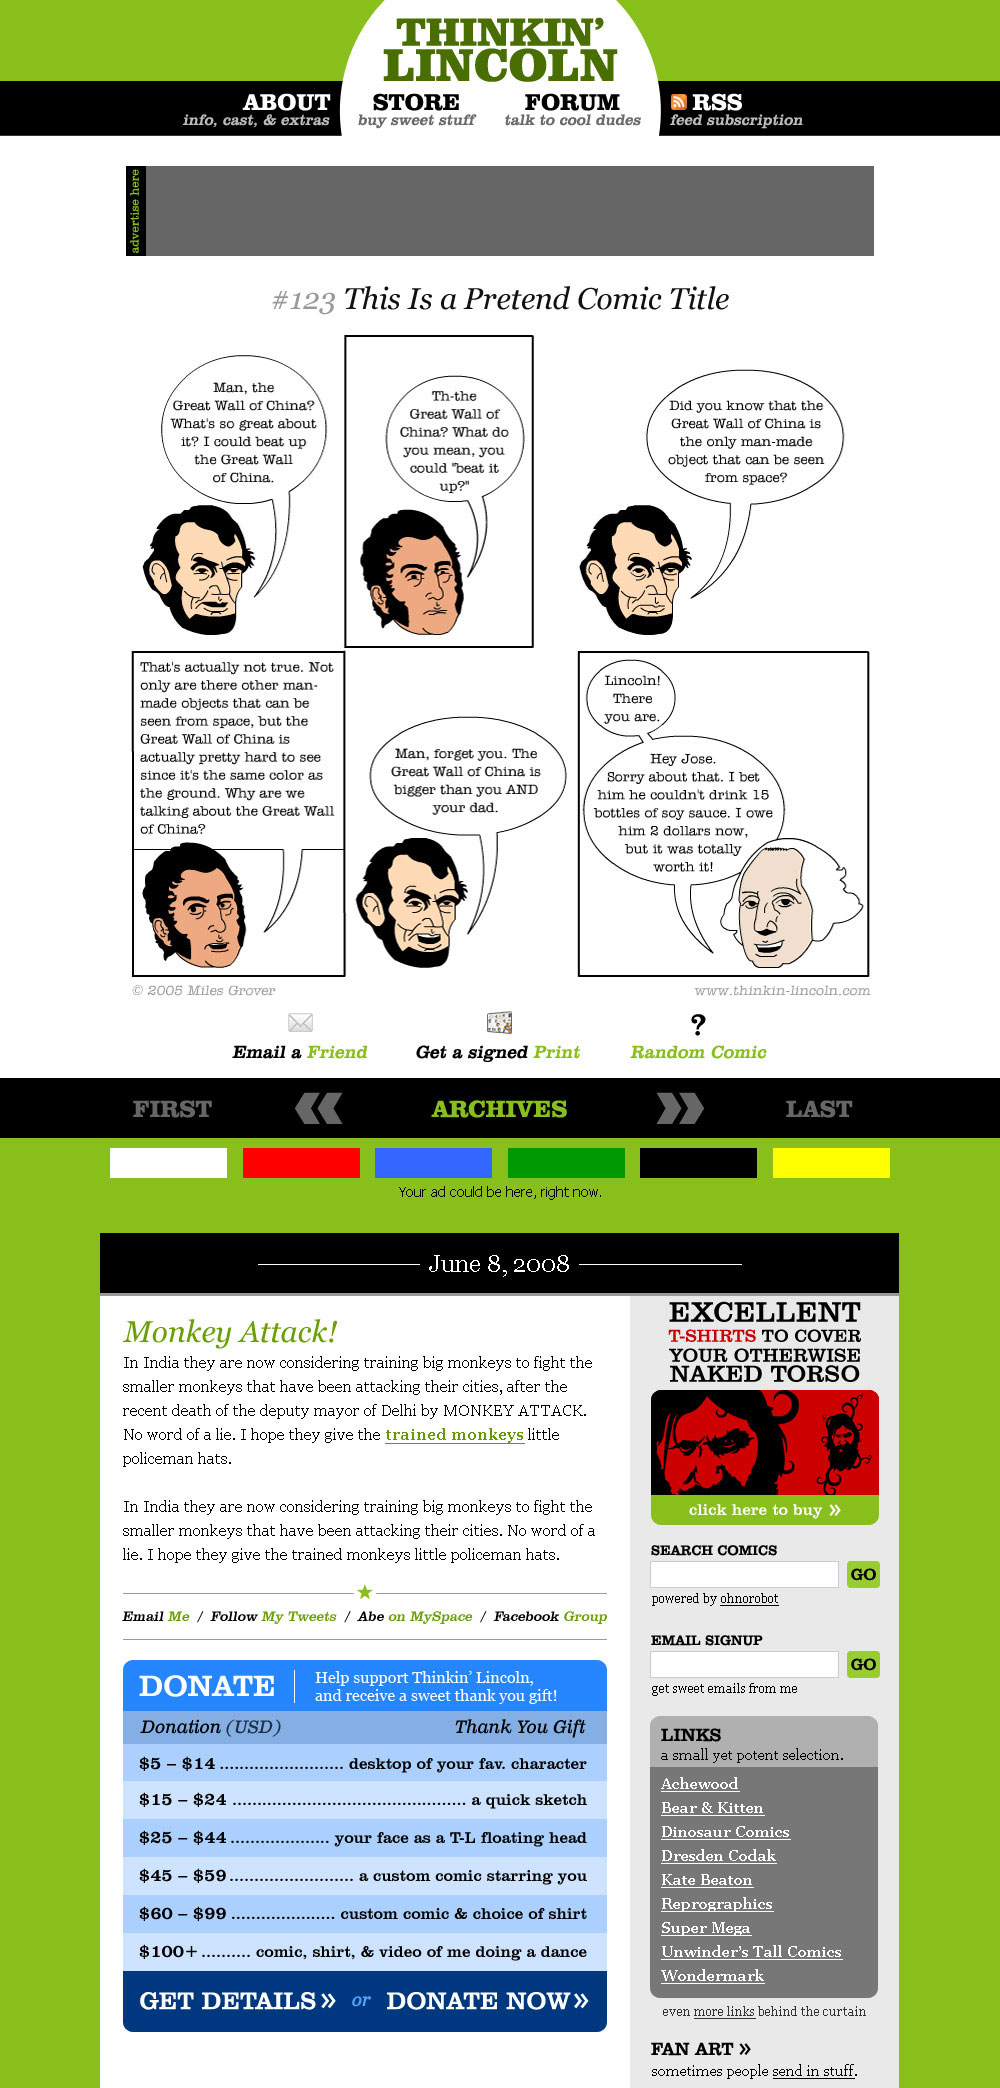 THINKIN'
LINCOLN
ABOUT
info, cast, & extras
STORE
buy sweet stuff
FORUM
talk to cool dudes
RSS
feed subscription
advertise here
#123 This Is a Pretend Comic Title
Man, the
Great Wall of China?
What's so great about
it? I could beat up
the Great Wall
of China.
Th-the
Great Wall of
China? What do
you mean, you
could "beat it
up?"
Did you know that the
Great Wall of China is
the only man-made
object that can be seen
from space?
That's actually not true. Not
only are there other man-
made objects that can be
seen from space, but the
Great Wall of China is
actually pretty hard to see
since it's the same color as
the ground. Why are we
talking about the Great Wall
of China?
Man, forget you. The
Great Wall of China is
bigger than you AND
your dad.
Lincoln!
There
you are.
Hey Jose.
Sorry about that. I bet
him he couldn't drink 15
bottles of soy sauce. I owe
him 2 dollars now,
but it was totally
worth it!
© 2005 Miles Grover
www.thinkin-lincoln.com
Email a Friend
Get a signed Print
?
Random Comic
FIRST
ARCHIVES
LAST
Your ad could be here, right now.
June 8, 2008
Monkey Attack!
In India they are now considering training big monkeys to fight the
smaller monkeys that have been attacking their cities, after the
recent death of the deputy mayor of Delhi by MONKEY ATTACK.
No word of a lie. I hope they give the trained monkeys little
policeman hats.
In India they are now considering training big monkeys to fight the
smaller monkeys that have been attacking their cities. No word of a
lie. I hope they give the trained monkeys little policeman hats.
Email Me / Follow My Tweets / Abe on MySpace / Facebook Group
DONATE
Help support Thinkin' Lincoln,
and receive a sweet thank you gift!
Donation (USD) Thank You Gift
$5 – $14 ......................... desktop of your fav. character
$15 – $24 ............................................... a quick sketch
$25 – $44 .................... your face as a T-L floating head
$45 – $59 ......................... a custom comic starring you
$60 – $99 ..................... custom comic & choice of shirt
$100+ .......... comic, shirt, & video of me doing a dance
GET DETAILS » or DONATE NOW »
EXCELLENT
T-SHIRTS TO COVER
YOUR OTHERWISE
NAKED TORSO
click here to buy »
SEARCH COMICS
GO
powered by ohnorobot
EMAIL SIGNUP
GO
get sweet emails from me
LINKS
a small yet potent selection.
Achewood
Bear & Kitten
Dinosaur Comics
Dresden Codak
Kate Beaton
Reprographics
Super Mega
Unwinder's Tall Comics
Wondermark
even more links behind the curtain
FAN ART »
sometimes people send in stuff.